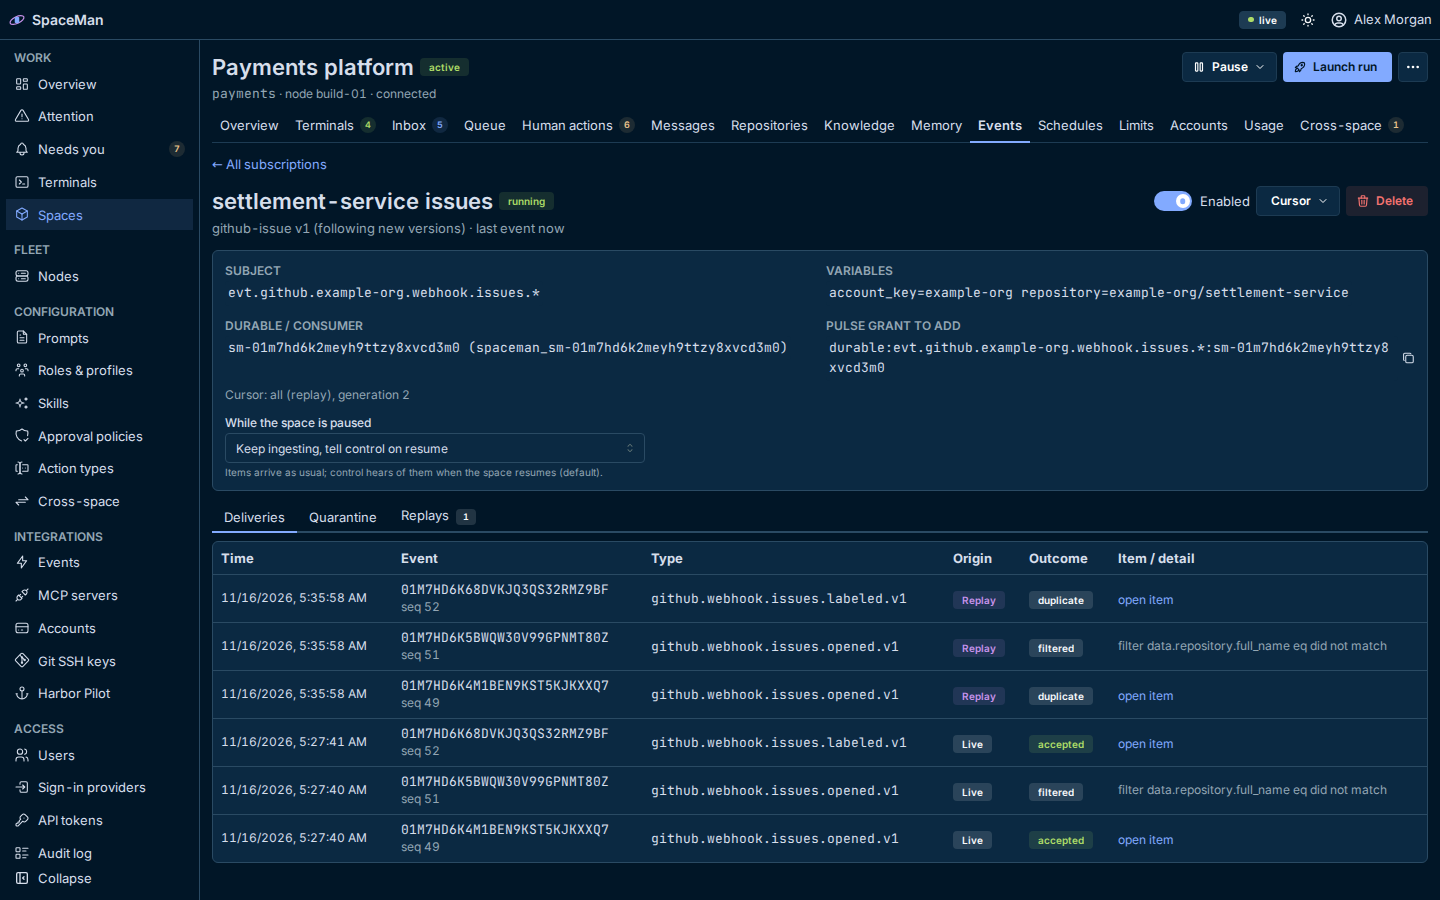 SpaceMan
live
Alex Morgan
WORK
Overview
Attention
Needs you 7
Terminals
Spaces
FLEET
Nodes
CONFIGURATION
Prompts
Roles & profiles
Skills
Approval policies
Action types
Cross-space
INTEGRATIONS
Events
MCP servers
Accounts
Git SSH keys
Harbor Pilot
ACCESS
Users
Sign-in providers
API tokens
Audit log
Collapse
Payments platform active
Pause
Launch run
payments · node build-01 · connected
Overview Terminals 4 Inbox 5 Queue Human actions 6 Messages Repositories Knowledge Memory Events Schedules Limits Accounts Usage Cross-space 1
← All subscriptions
settlement-service issues running
Enabled Cursor Delete
github-issue v1 (following new versions) · last event now
SUBJECT
evt.github.example-org.webhook.issues.*
VARIABLES
account_key=example-org repository=example-org/settlement-service
DURABLE / CONSUMER
sm-01m7hd6k2meyh9ttzy8xvcd3m0 (spaceman_sm-01m7hd6k2meyh9ttzy8xvcd3m0)
PULSE GRANT TO ADD
durable:evt.github.example-org.webhook.issues.*:sm-01m7hd6k2meyh9ttzy8
xvcd3m0
Cursor: all (replay), generation 2
While the space is paused
Keep ingesting, tell control on resume
Items arrive as usual; control hears of them when the space resumes (default).
Deliveries Quarantine Replays 1
Time Event Type Origin Outcome Item / detail
11/16/2026, 5:35:58 AM 01M7HD6K68DVKJQ3QS32RMZ9BF github.webhook.issues.labeled.v1 Replay duplicate open item
seq 52
11/16/2026, 5:35:58 AM 01M7HD6K5BWQW30V99GPNMT80Z github.webhook.issues.opened.v1 Replay filtered filter data.repository.full_name eq did not match
seq 51
11/16/2026, 5:35:58 AM 01M7HD6K4M1BEN9KST5KJKXXQ7 github.webhook.issues.opened.v1 Replay duplicate open item
seq 49
11/16/2026, 5:27:41 AM 01M7HD6K68DVKJQ3QS32RMZ9BF github.webhook.issues.labeled.v1 Live accepted open item
seq 52
11/16/2026, 5:27:40 AM 01M7HD6K5BWQW30V99GPNMT80Z github.webhook.issues.opened.v1 Live filtered filter data.repository.full_name eq did not match
seq 51
11/16/2026, 5:27:40 AM 01M7HD6K4M1BEN9KST5KJKXXQ7 github.webhook.issues.opened.v1 Live accepted open item
seq 49